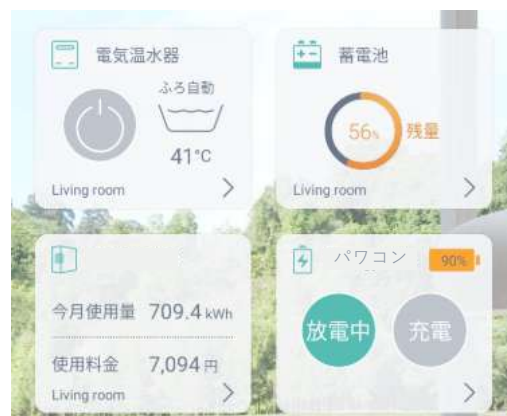 電気温水器
ふろ自動
41°C
Living room
蓄電池
56%
残量
Living room
今月使用量 709.4 kWh
使用料金 7,094 円
Living room
パワコン 90%
放電中 充電